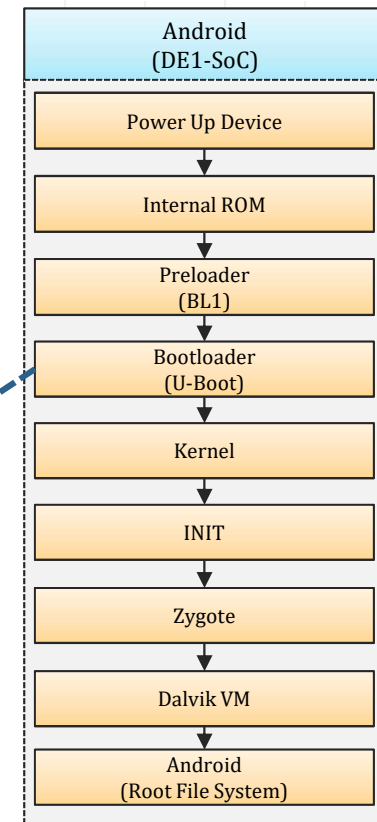 Android
(DE1-SoC)
Power Up Device
Internal ROM
Preloader
(BL1)
Bootloader
(U-Boot)
Kernel
INIT
Zygote
Dalvik VM
Android
(Root File System)